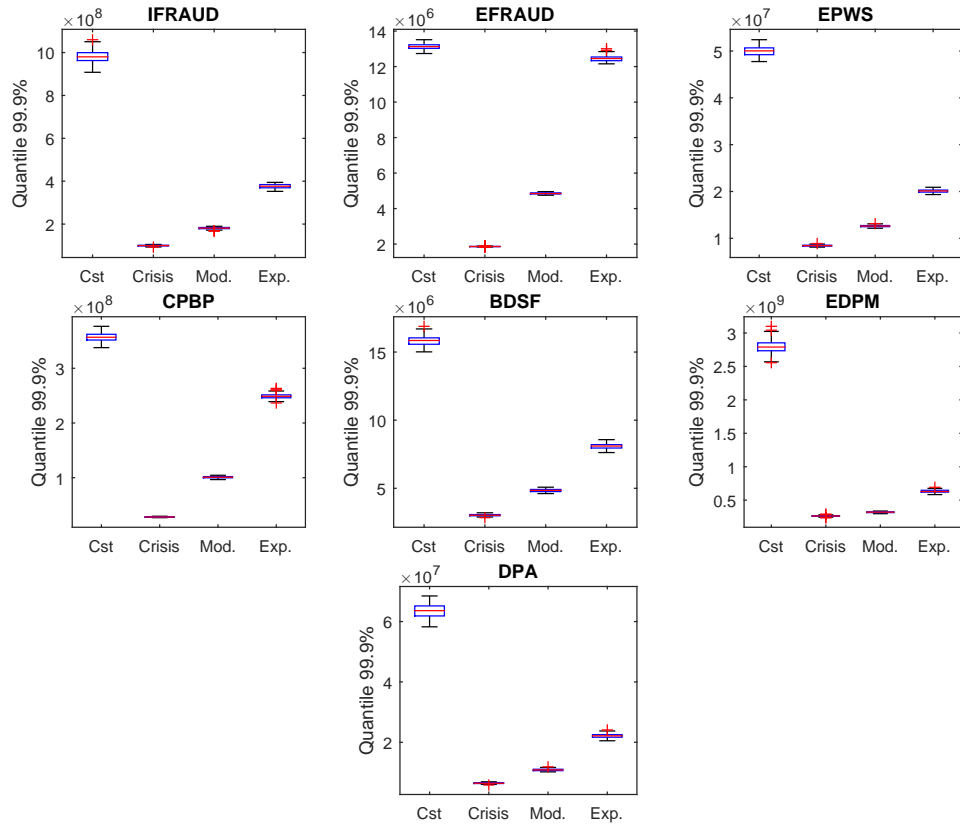 IFRAUD
×10^8
Quantile 99.9%
10
8
6
4
2
Cst Crisis Mod. Exp.
EFRAUD
×10^6
Quantile 99.9%
14
12
10
8
6
4
2
Cst Crisis Mod. Exp.
EPWS
×10^7
Quantile 99.9%
5
4
3
2
1
Cst Crisis Mod. Exp.
CPBP
×10^8
Quantile 99.9%
3
2
1
Cst Crisis Mod. Exp.
BDSF
×10^6
Quantile 99.9%
15
10
5
Cst Crisis Mod. Exp.
EDPM
×10^9
Quantile 99.9%
3
2.5
2
1.5
1
0.5
Cst Crisis Mod. Exp.
DPA
×10^7
Quantile 99.9%
6
4
2
Cst Crisis Mod. Exp.